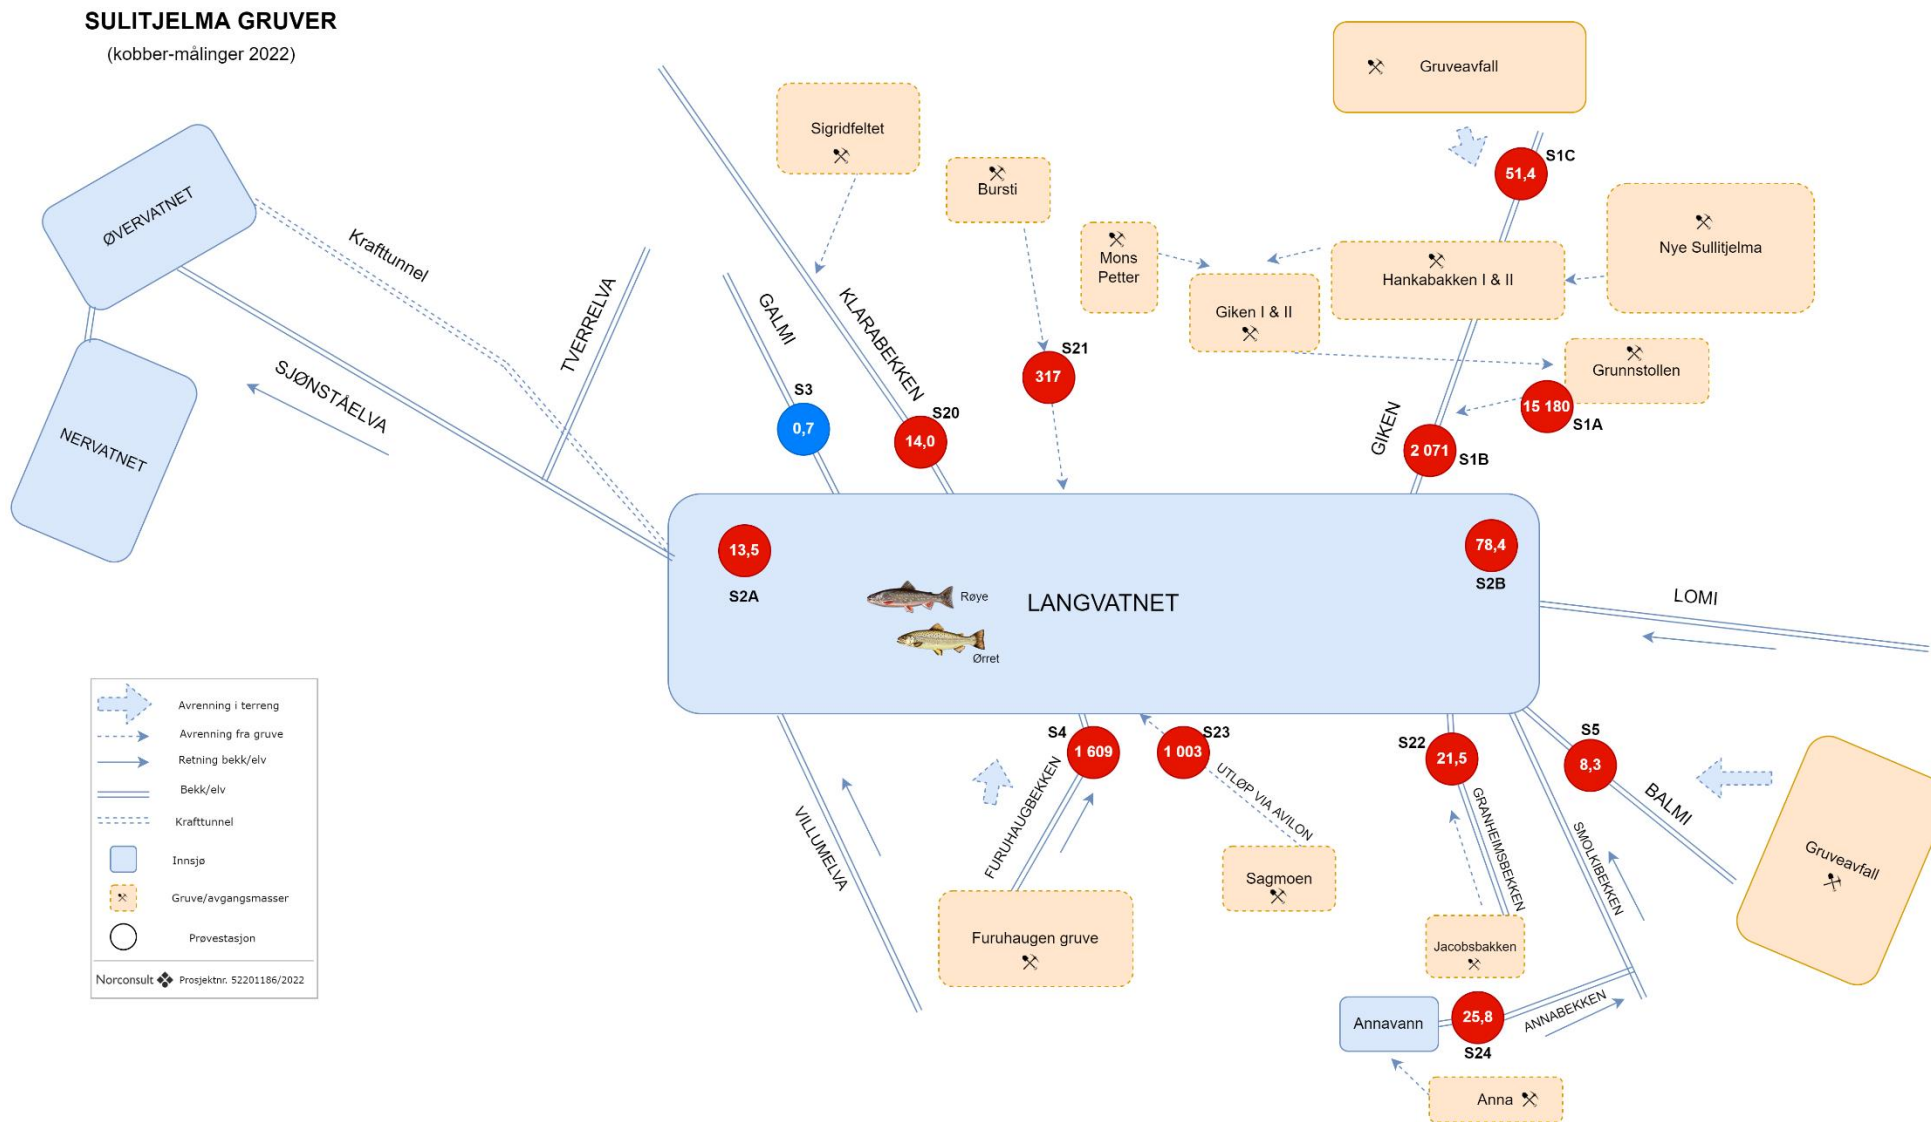 SULITJELMA GRUVER
(kobber-målinger 2022)
Gruveavfall
Sigridfeltet
Bursti
S1C
51,4
Mons
Petter
Hankabakken I & II
Nye Sullitjelma
Giken I & II
Grunnstollen
ØVERVATNET
Krafttunnel
TVERRELVA
GALMI
KLARABEKKEN
S21
317
S3
0,7
S20
14,0
GIKEN
15 180
S1A
2 071
S1B
SJØNSTÅELVA
NERVATNET
13,5
S2A
Røye
Ørret
LANGVATNET
78,4
S2B
LOMI
Avrenning i terreng
Avrenning fra gruve
Retning bekk/elv
Bekk/elv
Krafttunnel
Innsjø
Gruve/avgangsmasser
Prøvestasjon
Norconsult Prosjektnr. 52201186/2022
VILLUMELVA
S4
1 609
FURUHAUGBEKKEN
Furuhaugen gruve
S23
1 003
UTLØP VIA AVILON
Sagmoen
S22
21,5
GRANHEIMSBEKKEN
Jacobsbakken
SMOLKIBEKKEN
S5
8,3
BALMI
Gruveavfall
Annavann
25,8
S24
ANNABEKKEN
Anna